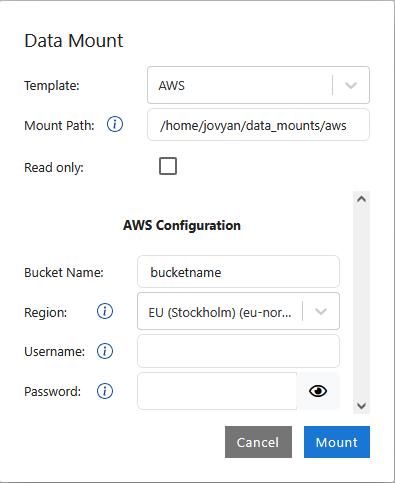 Data Mount
Template: AWS
Mount Path: i /home/jovyan/data_mounts/aws
Read only:
AWS Configuration
Bucket Name: bucketname
Region: i EU (Stockholm) (eu-nor...
Username: i
Password: i
Cancel Mount